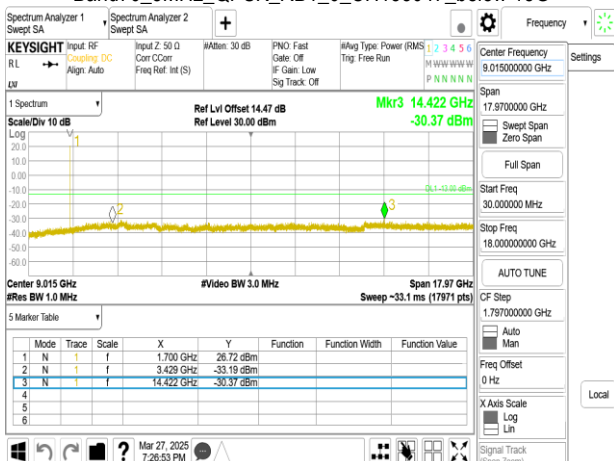 Spectrum Analyzer 1
Swept SA
Spectrum Analyzer 2
Swept SA
+
Frequency
KEYSIGHT
RL
LXI
Input: RF
Coupling: DC
Align: Auto
Input Z: 50 Ω
Corr CCorr
Freq Ref: Int (S)
#Atten: 30 dB
PNO: Fast
Gate: Off
IF Gain: Low
Sig Track: Off
#Avg Type: Power (RMS
Trig: Free Run
1 2 3 4 5 6
M W W W W W
P N N N N N
1 Spectrum
Scale/Div 10 dB
Ref Lvl Offset 14.47 dB
Ref Level 30.00 dBm
Mkr3 14.422 GHz
-30.37 dBm
Log
20.0
10.0
0.00
-10.0
-20.0
-30.0
-40.0
-50.0
-60.0
1
2
3
DL1 -13.00 dBm
Center 9.015 GHz
#Res BW 1.0 MHz
#Video BW 3.0 MHz
Span 17.97 GHz
Sweep ~33.1 ms (17971 pts)
5 Marker Table
Mode Trace Scale X Y Function Function Width Function Value
1 N 1 f 1.700 GHz 26.72 dBm
2 N 1 f 3.429 GHz -33.19 dBm
3 N 1 f 14.422 GHz -30.37 dBm
4
5
6
Mar 27, 2025
7:26:53 PM
Center Frequency
9.015000000 GHz
Settings
Span
17.9700000 GHz
Swept Span
Zero Span
Full Span
Start Freq
30.000000 MHz
Stop Freq
18.000000000 GHz
AUTO TUNE
CF Step
1.797000000 GHz
Auto
Man
Freq Offset
0 Hz
Local
X Axis Scale
Log
Lin
Signal Track